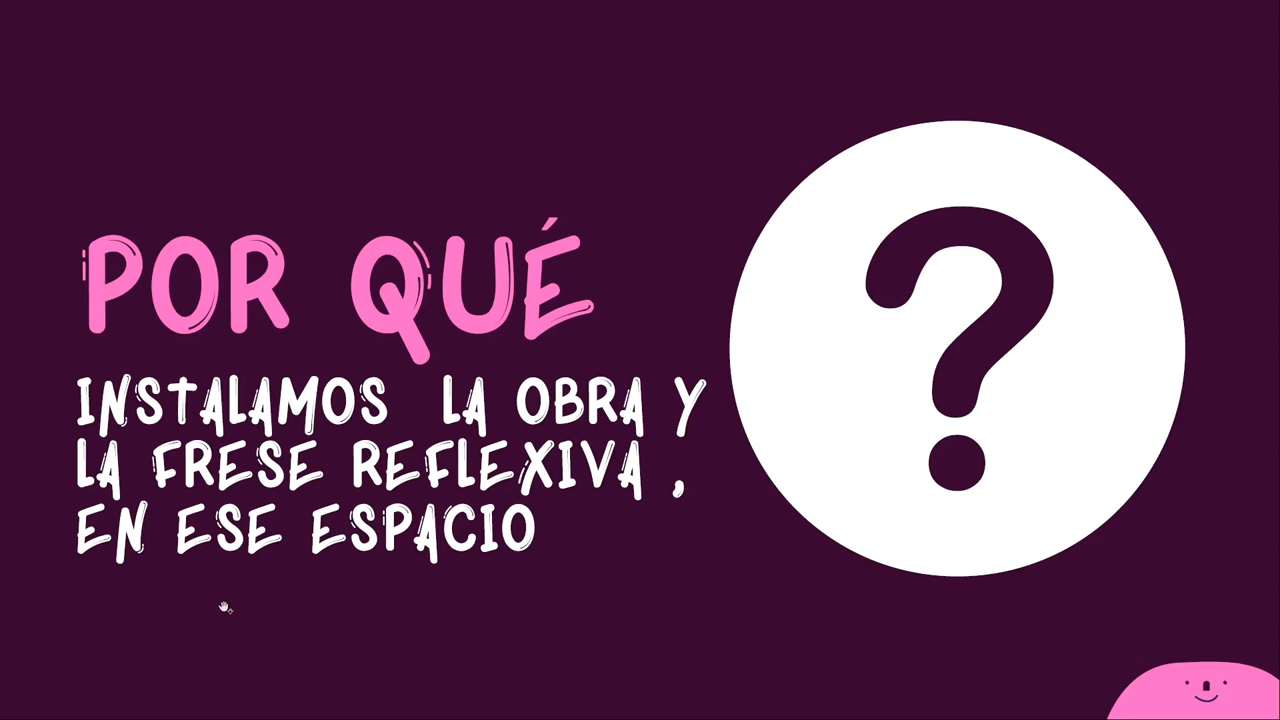 POR QUÉ
INSTALAMOS LA OBRA Y
LA FRESE REFLEXIVA ,
EN ESE ESPACIO
?